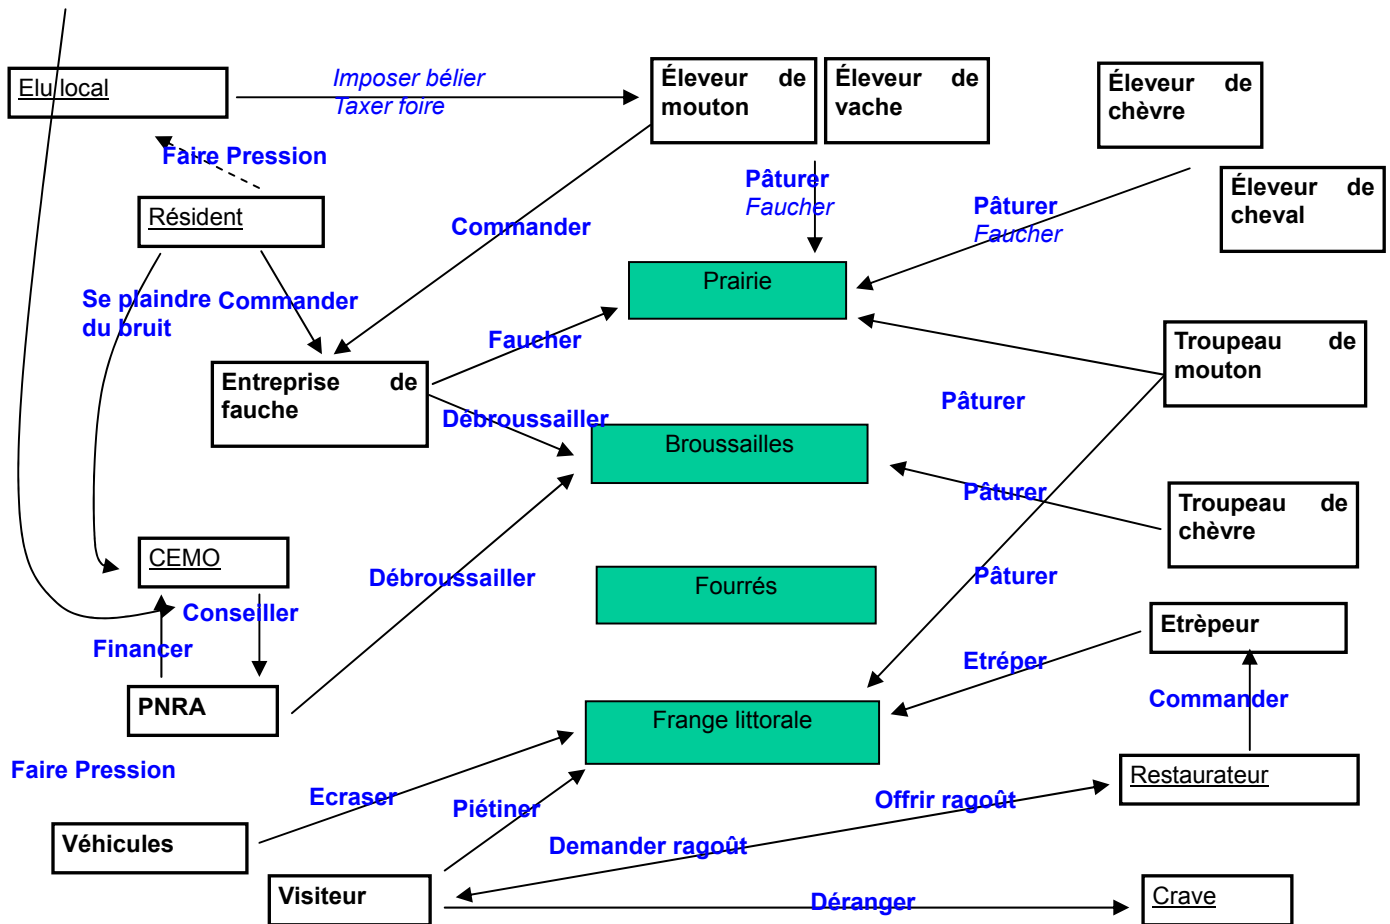 Elu local
Imposer bélier
Taxer foire
Éleveur de
mouton
Éleveur de
vache
Éleveur de
chèvre
Faire Pression
Pâturer
Faucher
Éleveur de
cheval
Résident
Commander
Pâturer
Faucher
Prairie
Se plaindre
du bruit
Commander
Faucher
Troupeau de
mouton
Entreprise de
fauche
Débroussailler
Pâturer
Broussailles
Pâturer
Troupeau de
chèvre
CEMO
Débroussailler
Fourrés
Pâturer
Conseiller
Financer
Etrèpeur
Etréper
PNRA
Frange littorale
Commander
Faire Pression
Restaurateur
Ecraser
Piétiner
Offrir ragoût
Véhicules
Demander ragoût
Visiteur
Déranger
Crave